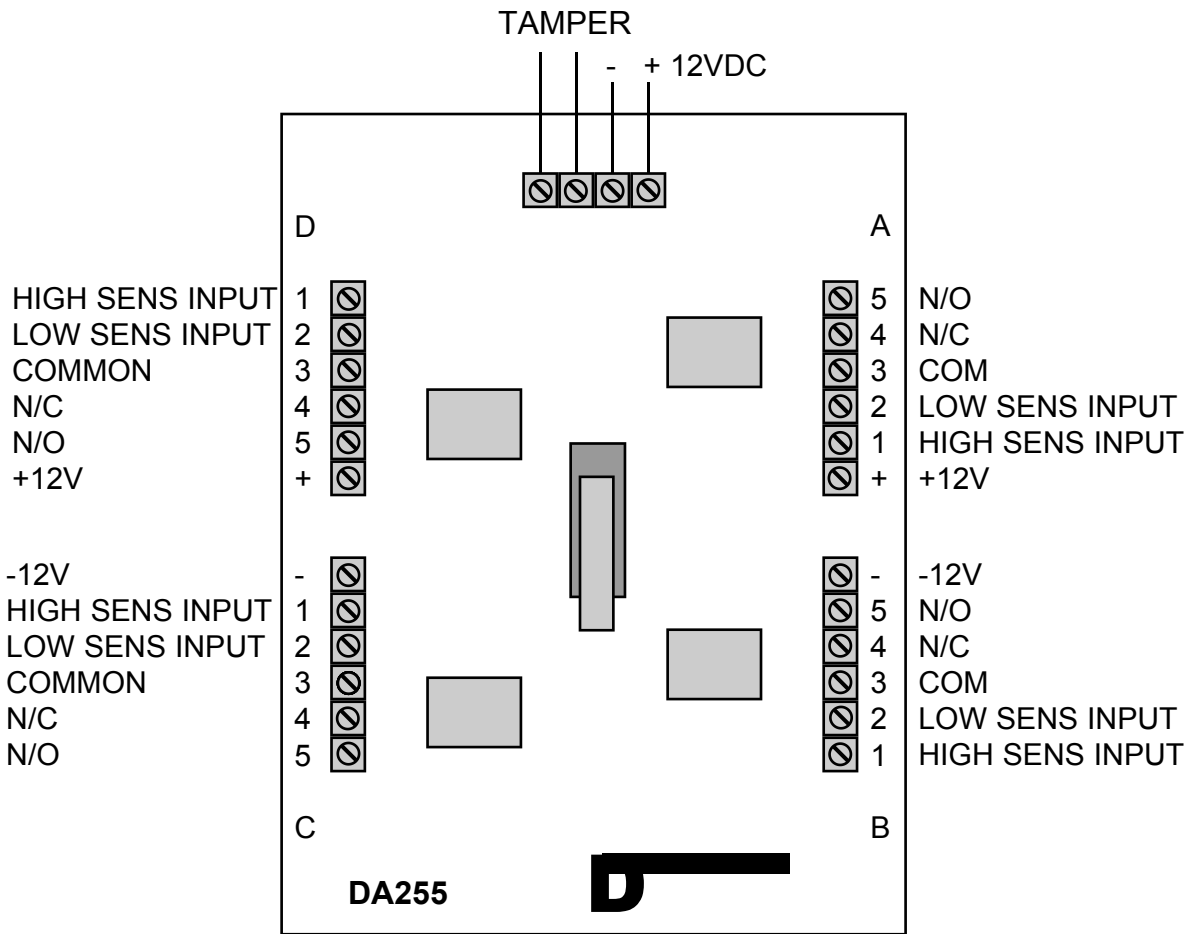 TAMPER
- + 12VDC
D A
HIGH SENS INPUT 1 5 N/O
LOW SENS INPUT 2 4 N/C
COMMON 3 3 COM
N/C 4 2 LOW SENS INPUT
N/O 5 1 HIGH SENS INPUT
+12V + + +12V
-12V - - -12V
HIGH SENS INPUT 1 5 N/O
LOW SENS INPUT 2 4 N/C
COMMON 3 3 COM
N/C 4 2 LOW SENS INPUT
N/O 5 1 HIGH SENS INPUT
C B
DA255 D